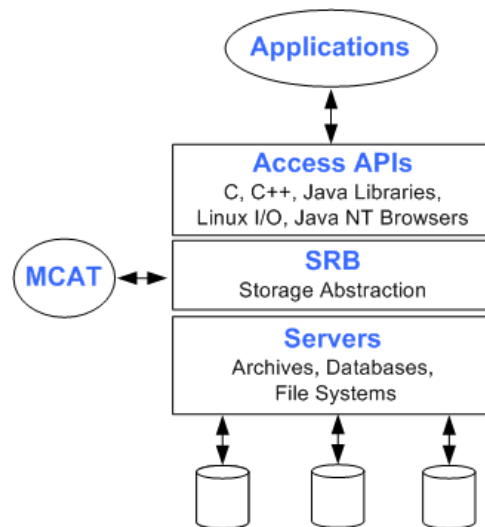 Applications
Access APIs
C, C++, Java Libraries,
Linux I/O, Java NT Browsers
MCAT
SRB
Storage Abstraction
Servers
Archives, Databases,
File Systems